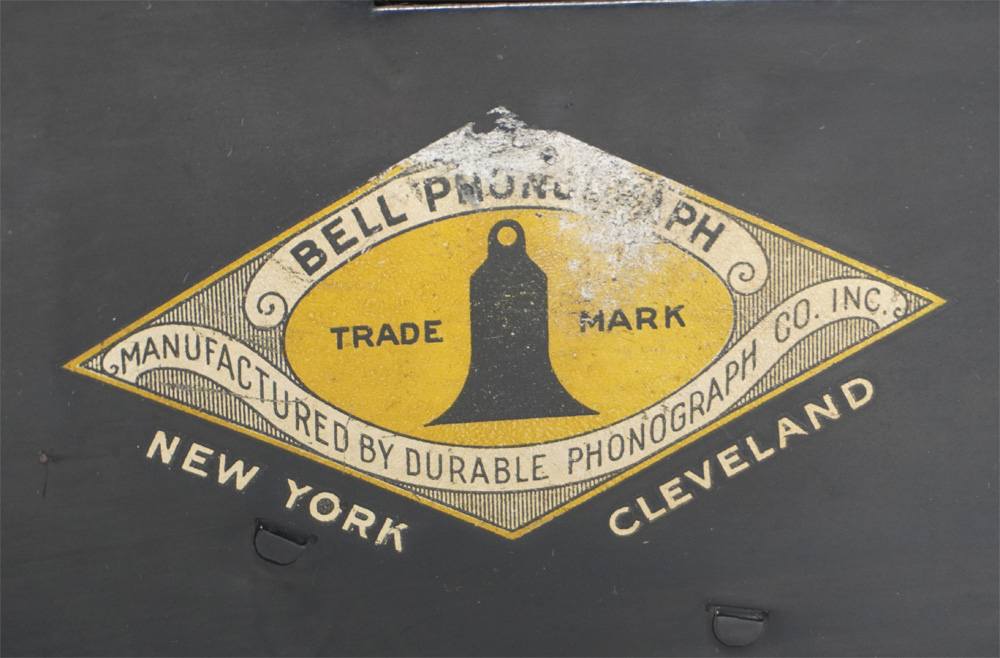 BELL PHONOGRAPH
TRADE MARK
MANUFACTURED BY DURABLE PHONOGRAPH CO. INC.
NEW YORK CLEVELAND